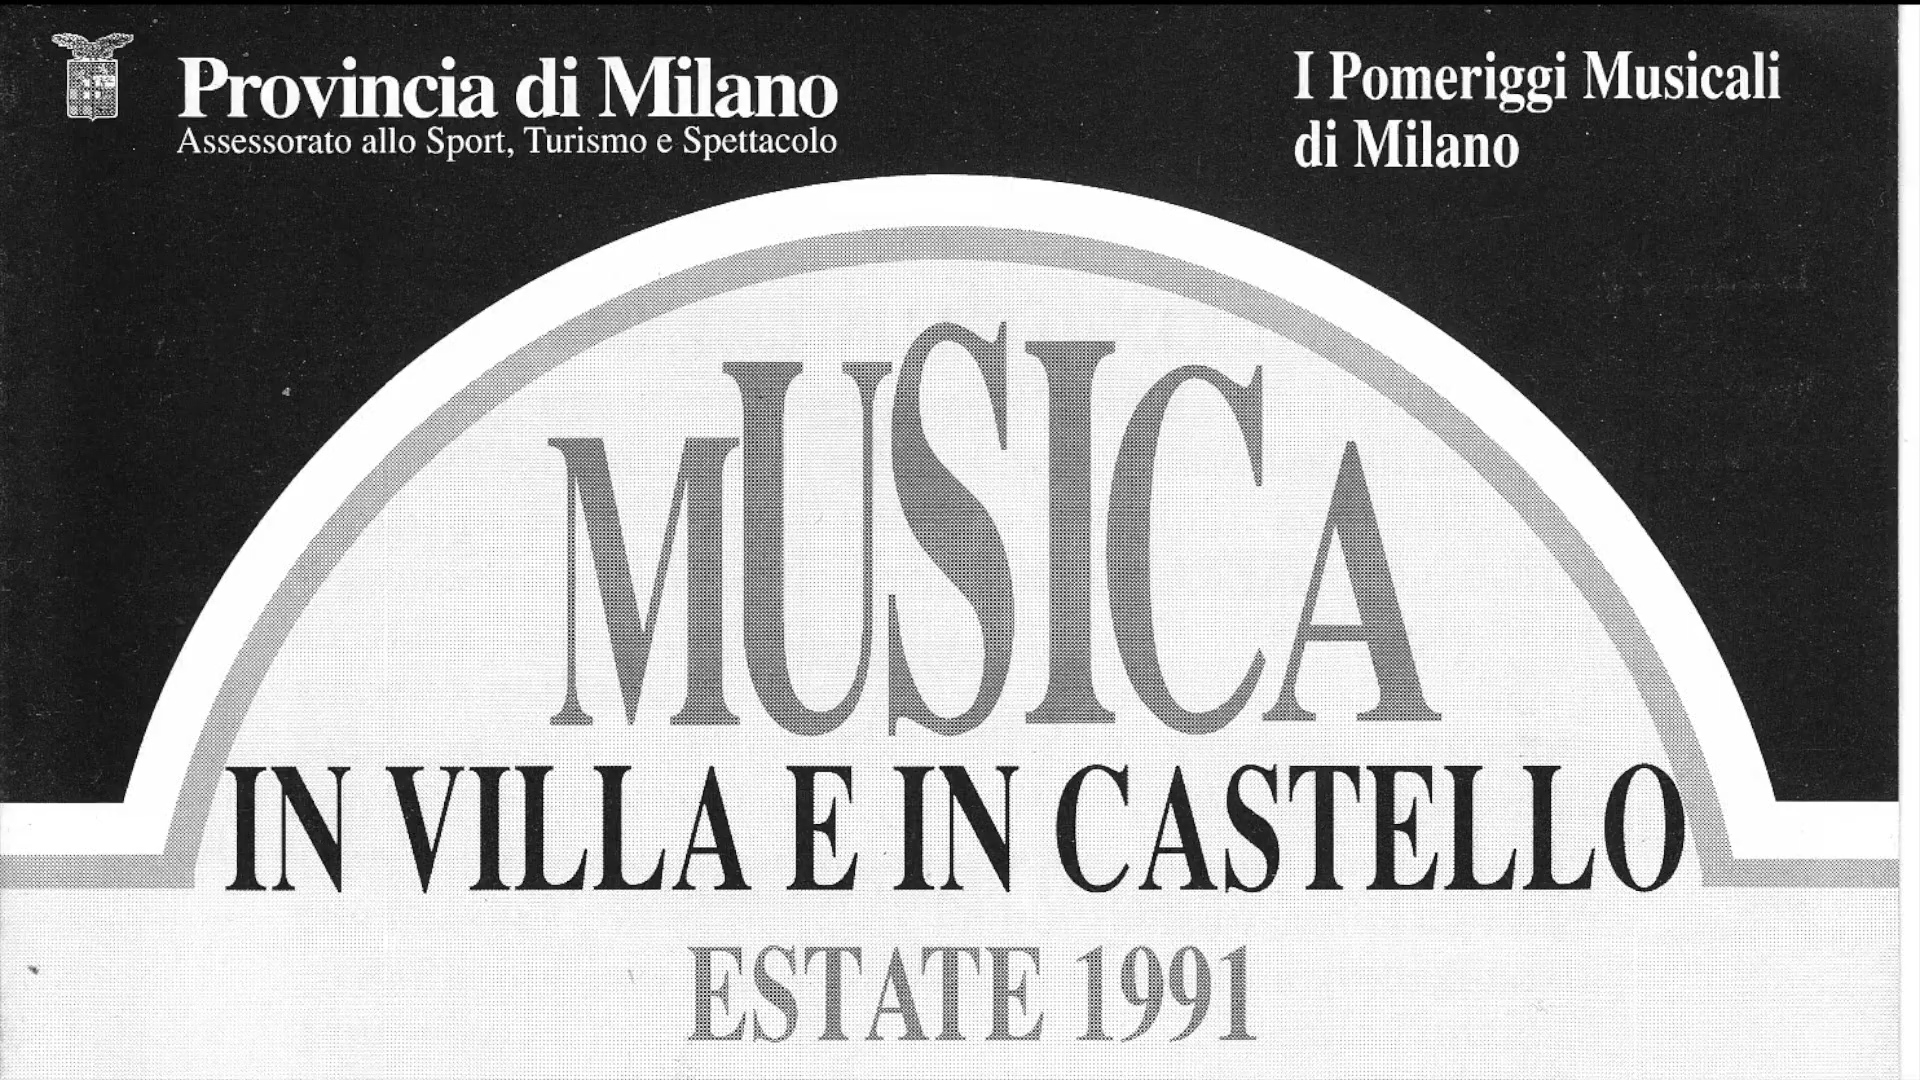 Provincia di Milano
Assessorato allo Sport, Turismo e Spettacolo
I Pomeriggi Musicali
di Milano
MUSICA
IN VILLA E IN CASTELLO
ESTATE 1991